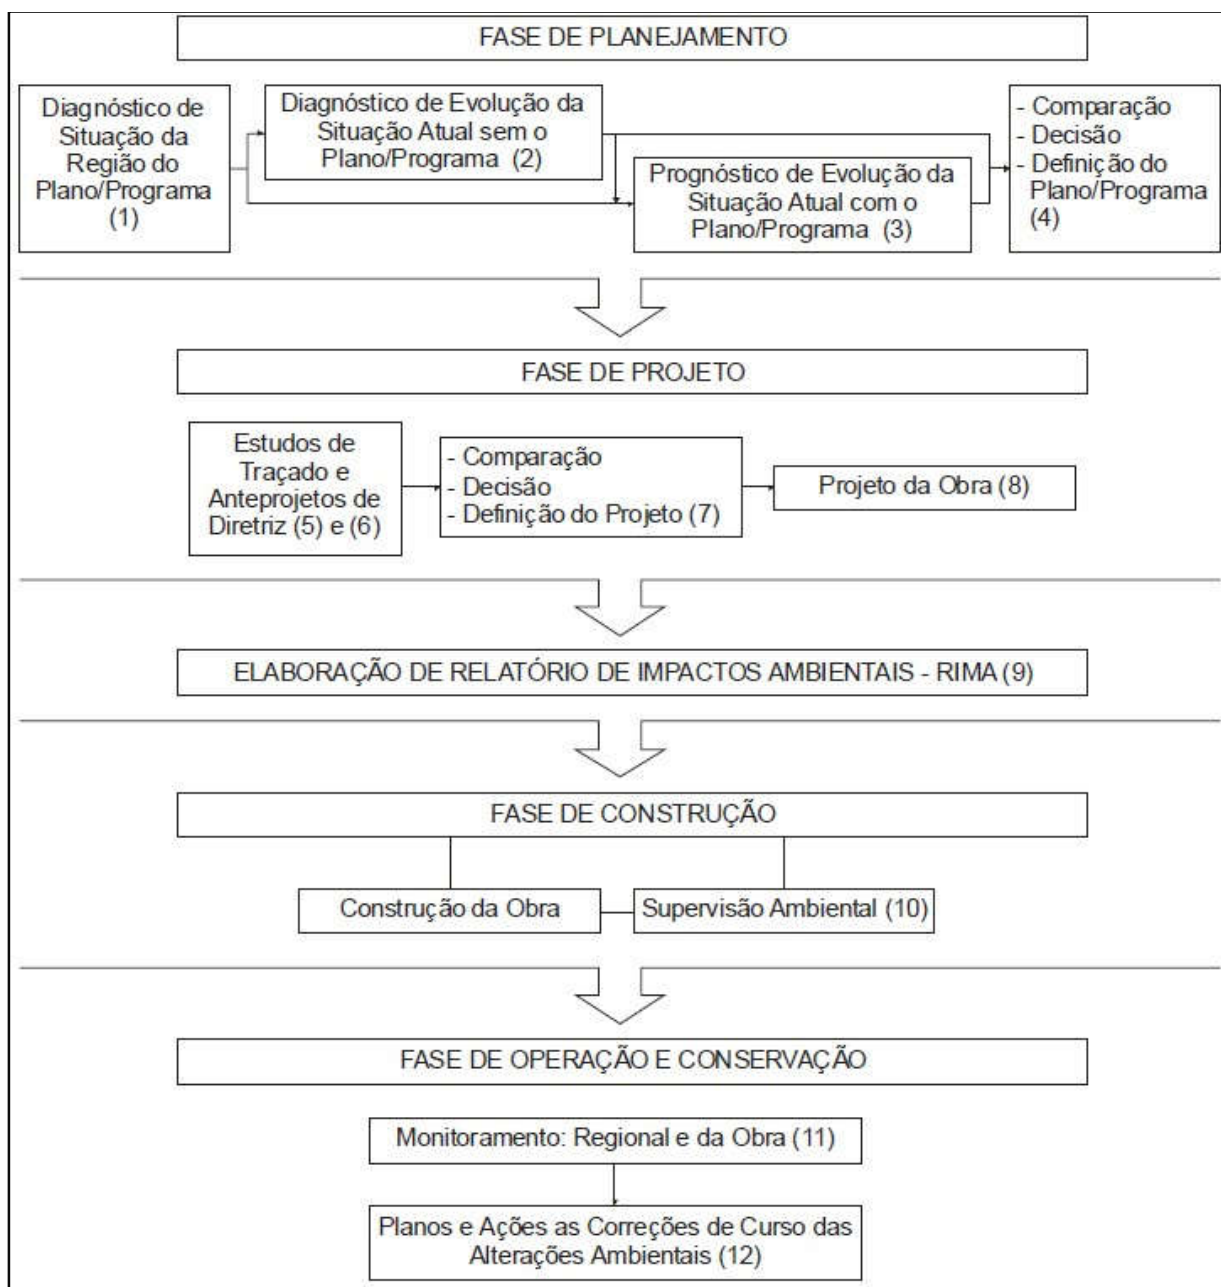 FASE DE PLANEJAMENTO
Diagnóstico de
Situação da
Região do
Plano/Programa
(1)
Diagnóstico de Evolução da
Situação Atual sem o
Plano/Programa (2)
Prognóstico de Evolução da
Situação Atual com o
Plano/Programa (3)
- Comparação
- Decisão
- Definição do
Plano/Programa
(4)
FASE DE PROJETO
Estudos de
Traçado e
Anteprojetos de
Diretriz (5) e (6)
- Comparação
- Decisão
- Definição do Projeto (7)
Projeto da Obra (8)
ELABORAÇÃO DE RELATÓRIO DE IMPACTOS AMBIENTAIS - RIMA (9)
FASE DE CONSTRUÇÃO
Construção da Obra
Supervisão Ambiental (10)
FASE DE OPERAÇÃO E CONSERVAÇÃO
Monitoramento: Regional e da Obra (11)
Planos e Ações as Correções de Curso das
Alterações Ambientais (12)